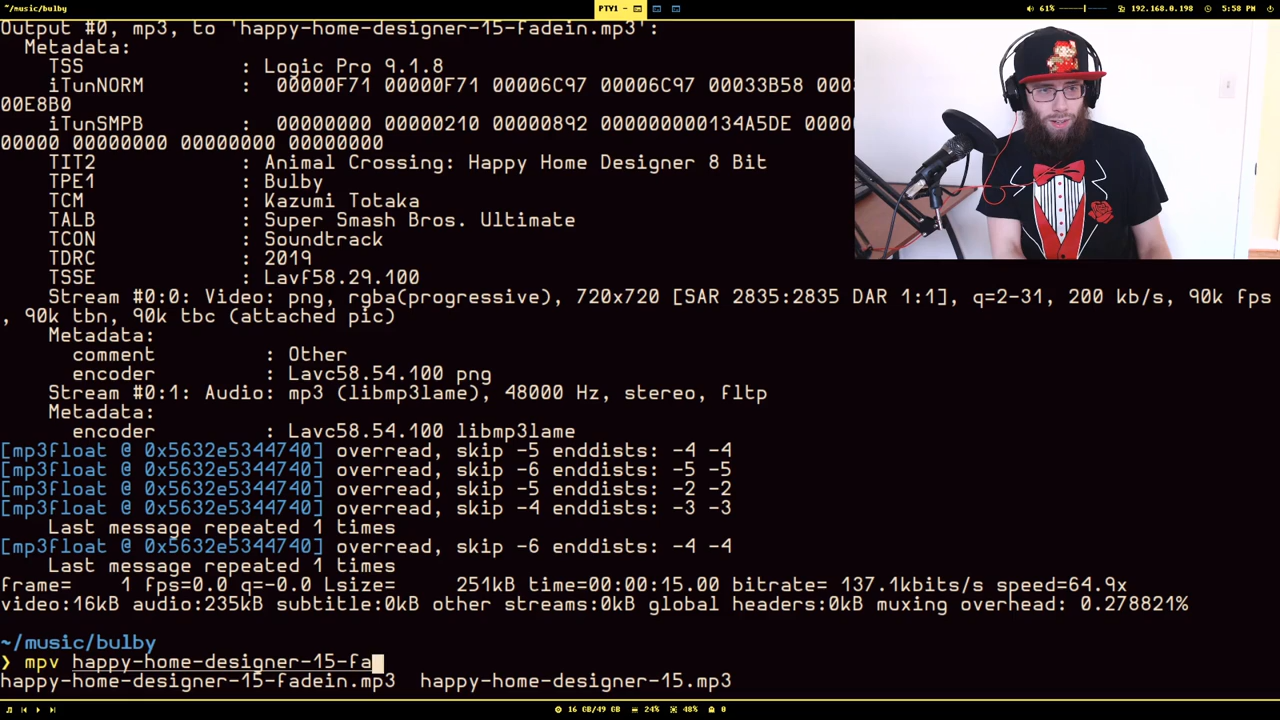 ~/music/bulby
PTY1 -
61%
192.168.0.198
5:58 PM
Output #0, mp3, to 'happy-home-designer-15-fadein.mp3':
Metadata:
TSS : Logic Pro 9.1.8
iTunNORM : 00000F71 00000F71 00006C97 00006C97 00033B58
00E8B0
iTunSMPB : 00000000 00000210 00000892 000000000134A5DE
00000 00000000 00000000 00000000
TIT2 : Animal Crossing: Happy Home Designer 8 Bit
TPE1 : Bulby
TCM : Kazumi Totaka
TALB : Super Smash Bros. Ultimate
TCON : Soundtrack
TDRC : 2019
TSSE : Lavf58.29.100
Stream #0:0: Video: png, rgba(progressive), 720x720 [SAR 2835:2835 DAR 1:1], q=2-31, 200 kb/s, 90k fps
, 90k tbn, 90k tbc (attached pic)
Metadata:
comment : Other
encoder : Lavc58.54.100 png
Stream #0:1: Audio: mp3 (libmp3lame), 48000 Hz, stereo, fltp
Metadata:
encoder : Lavc58.54.100 libmp3lame
[mp3float @ 0x5632e5344740] overread, skip -5 enddists: -4 -4
[mp3float @ 0x5632e5344740] overread, skip -6 enddists: -5 -5
[mp3float @ 0x5632e5344740] overread, skip -5 enddists: -2 -2
[mp3float @ 0x5632e5344740] overread, skip -4 enddists: -3 -3
Last message repeated 1 times
[mp3float @ 0x5632e5344740] overread, skip -6 enddists: -4 -4
Last message repeated 1 times
frame= 1 fps=0.0 q=-0.0 Lsize= 251kB time=00:00:15.00 bitrate= 137.1kbits/s speed=64.9x
video:16kB audio:235kB subtitle:0kB other streams:0kB global headers:0kB muxing overhead: 0.278821%
~/music/bulby
❯ mpv happy-home-designer-15-fa
happy-home-designer-15-fadein.mp3 happy-home-designer-15.mp3
16 GB/49 GB
24%
48%
0